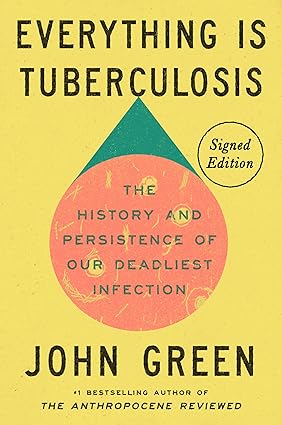 EVERYTHING IS
TUBERCULOSIS
Signed
Edition
THE
HISTORY AND
PERSISTENCE OF
OUR DEADLIEST
INFECTION
JOHN GREEN
#1 BESTSELLING AUTHOR OF
THE ANTHROPOCENE REVIEWED